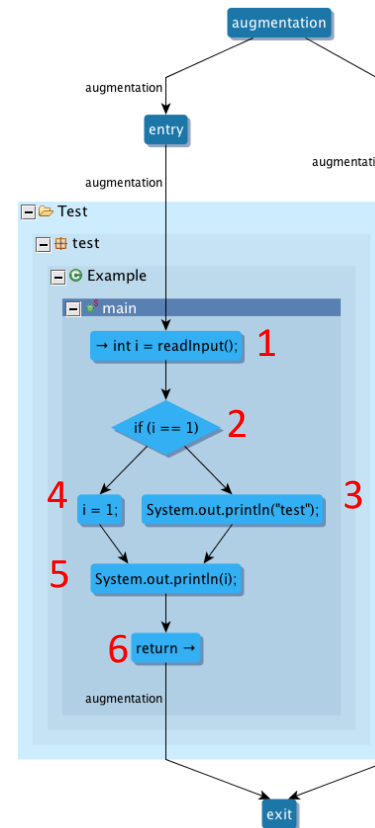 augmentation
augmentation
entry
augmentati
augmentation
Test
test
Example
main
→ int i = readInput();
1
if (i == 1)
2
4
i = 1;
System.out.println("test");
3
5
System.out.println(i);
6
return →
augmentation
exit